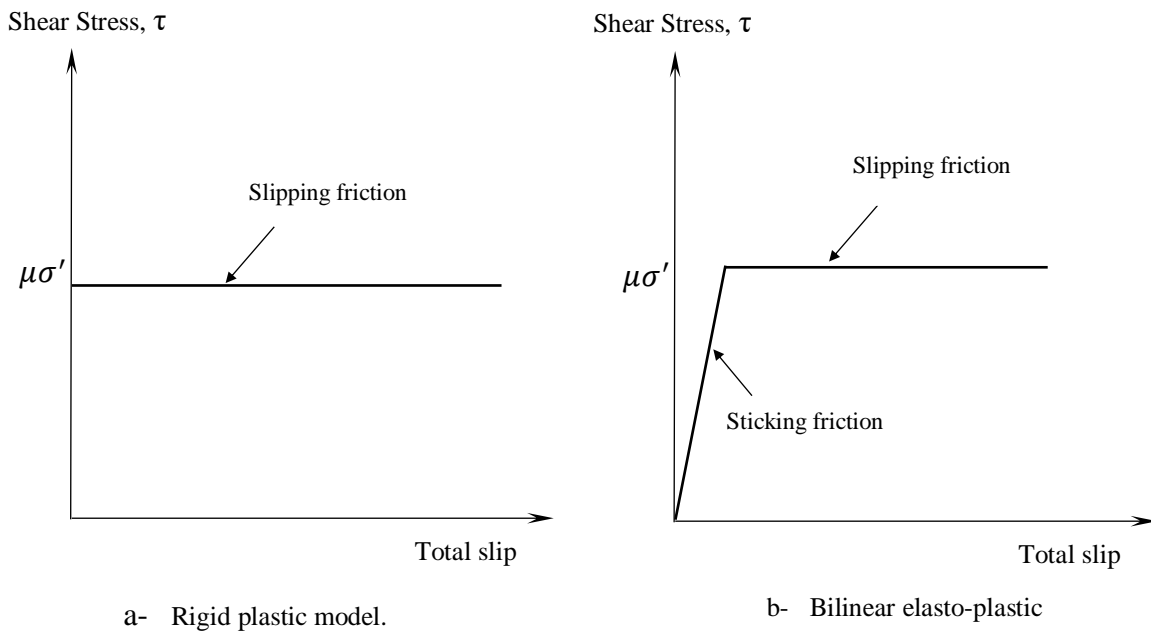 Shear Stress, τ
Slipping friction
μσ′
Total slip
a- Rigid plastic model.
Shear Stress, τ
Slipping friction
μσ′
Sticking friction
Total slip
b- Bilinear elasto-plastic